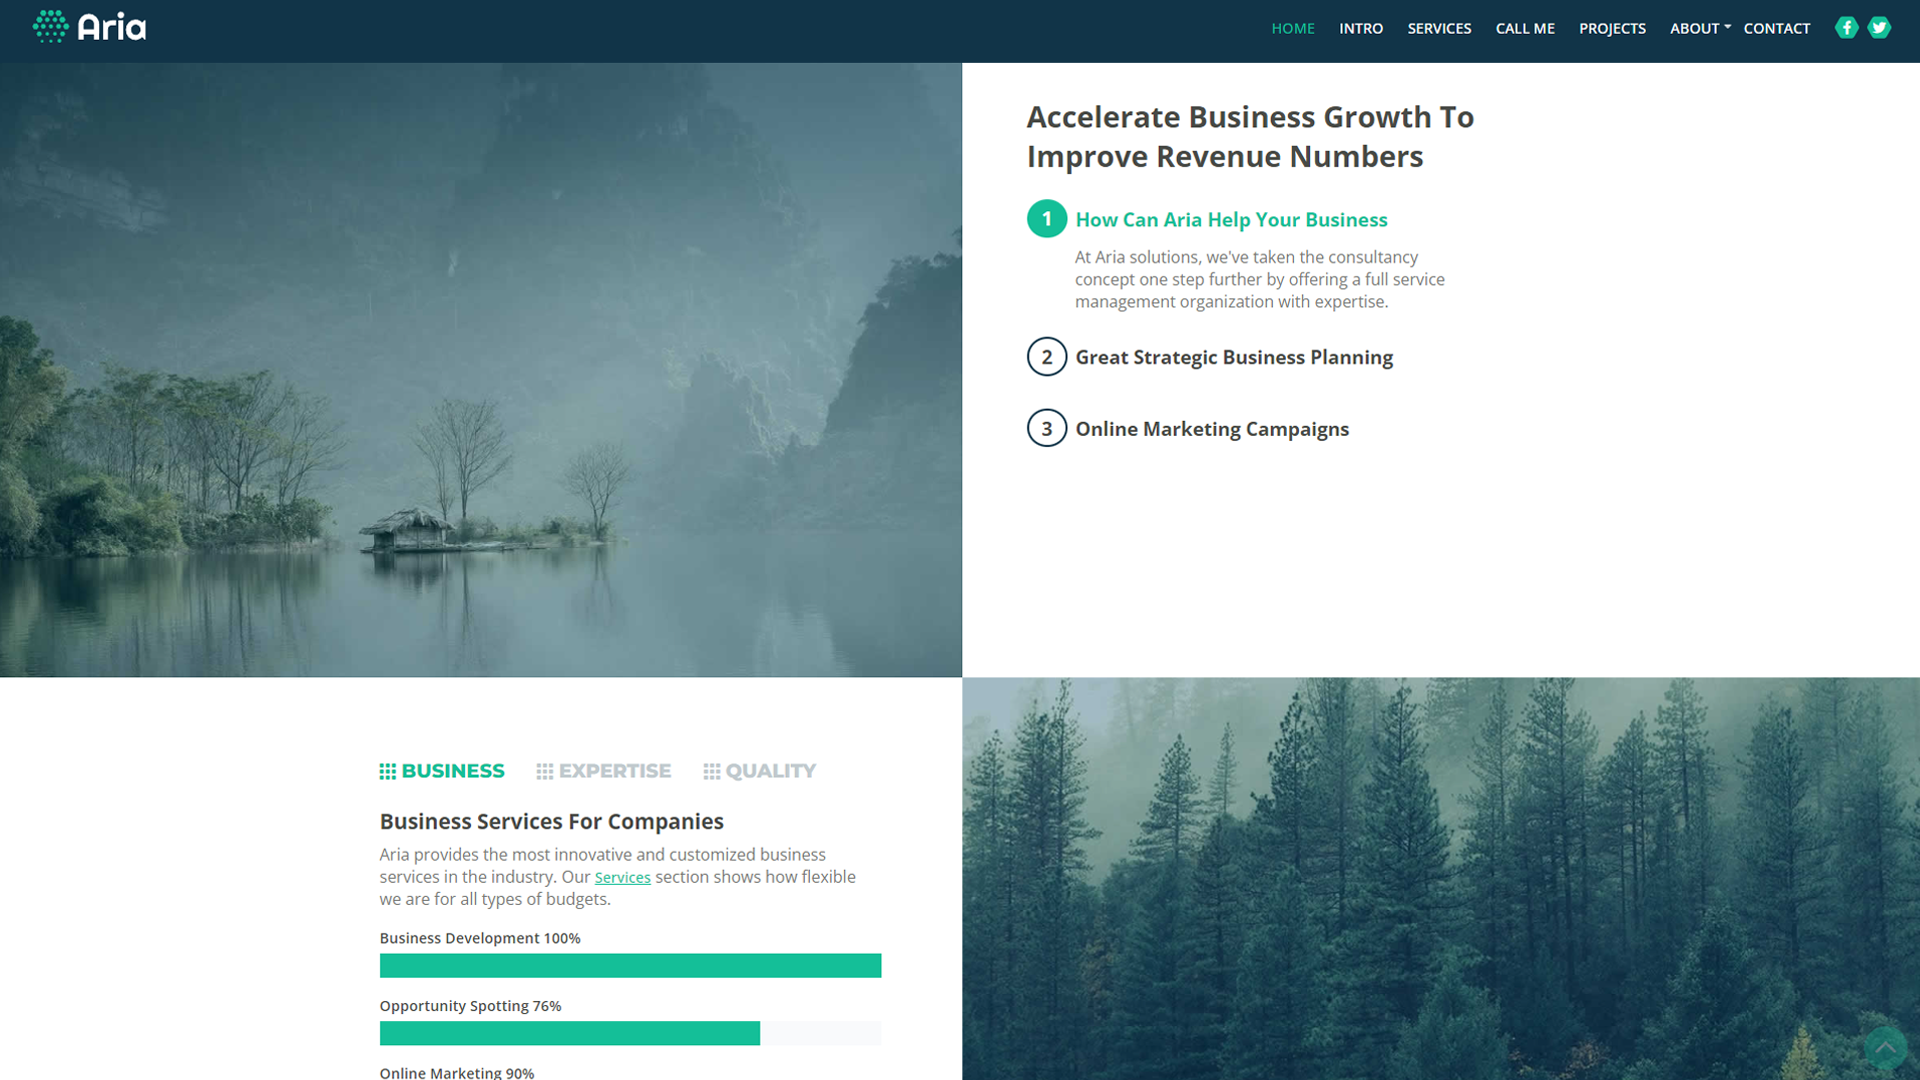 Aria
HOME INTRO SERVICES CALL ME PROJECTS ABOUT CONTACT
Accelerate Business Growth To
Improve Revenue Numbers
1 How Can Aria Help Your Business
At Aria solutions, we've taken the consultancy
concept one step further by offering a full service
management organization with expertise.
2 Great Strategic Business Planning
3 Online Marketing Campaigns
BUSINESS EXPERTISE QUALITY
Business Services For Companies
Aria provides the most innovative and customized business
services in the industry. Our Services section shows how flexible
we are for all types of budgets.
Business Development 100%
Opportunity Spotting 76%
Online Marketing 90%